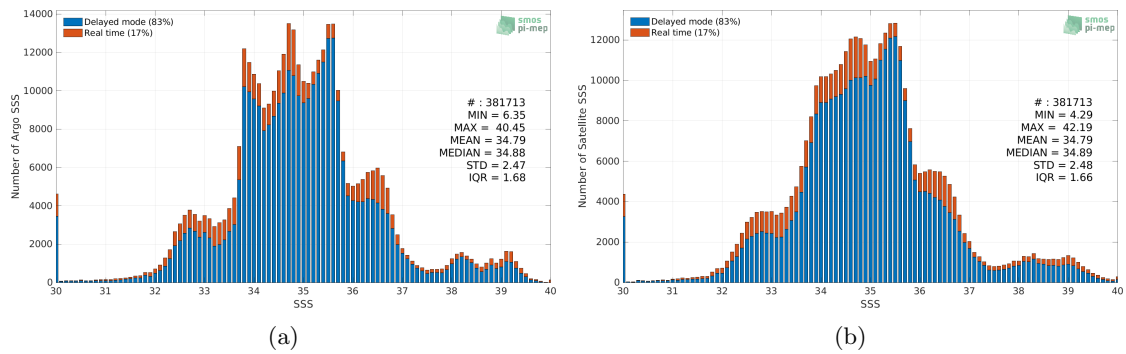 Delayed mode (83%)
Real time (17%)
smos
pi-mep
14000
12000
10000
8000
6000
4000
2000
0
Number of Argo SSS
# : 381713
MIN = 6.35
MAX = 40.45
MEAN = 34.79
MEDIAN = 34.88
STD = 2.47
IQR = 1.68
30 31 32 33 34 35 36 37 38 39 40
SSS
(a)
Delayed mode (83%)
Real time (17%)
smos
pi-mep
12000
10000
8000
6000
4000
2000
0
Number of Satellite SSS
# : 381713
MIN = 4.29
MAX = 42.19
MEAN = 34.79
MEDIAN = 34.89
STD = 2.48
IQR = 1.66
30 31 32 33 34 35 36 37 38 39 40
SSS
(b)